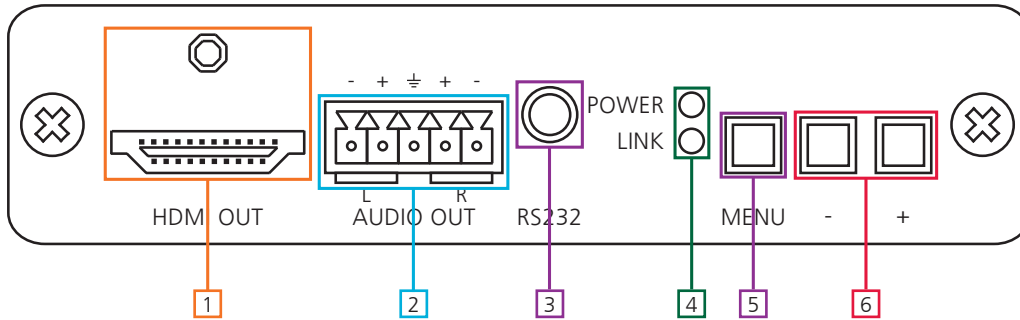 - + ⏚ + -
POWER
LINK
L R
HDMI OUT AUDIO OUT RS232 MENU - +
1 2 3 4 5 6